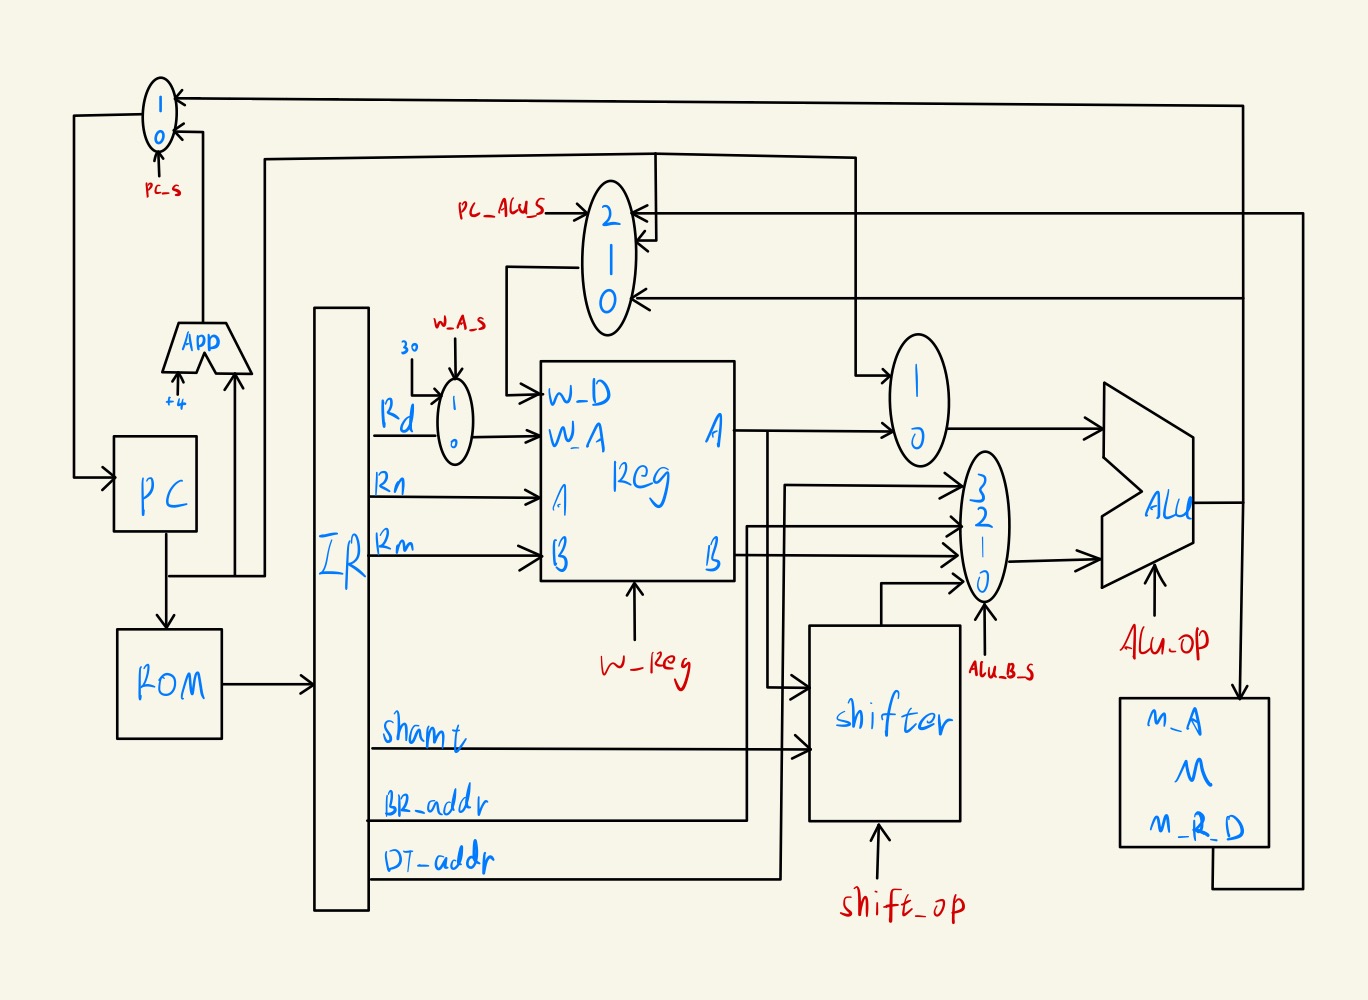 1
0
PC_S
PC_ALU_S
2
1
0
W_A_S
30
1
0
ADD
+4
PC
ROM
IR
Rd
Rn
Rm
shamt
BR_addr
DT_addr
W_D
W_A
Reg
A
B
A
B
W_Reg
1
0
3
2
1
0
ALU_B_S
ALU
ALU_op
shifter
shift_op
M_A
M
M_R_D